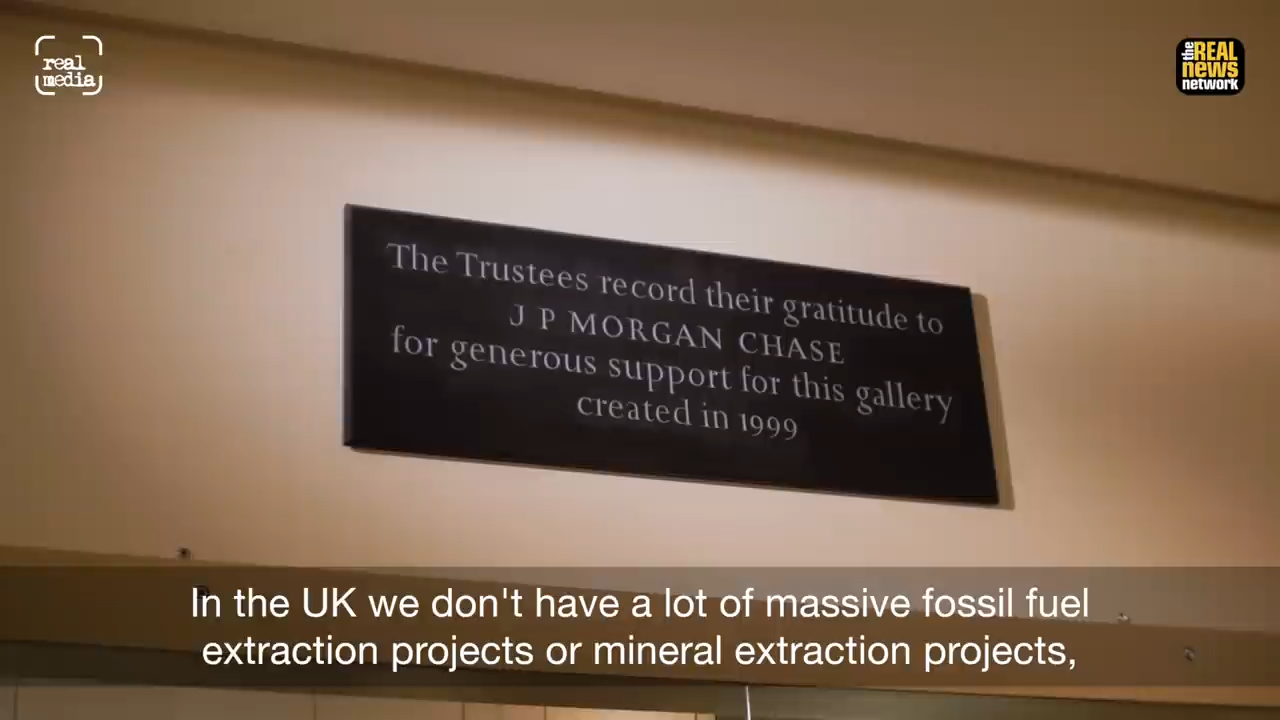 real
media
the REAL
news
network
The Trustees record their gratitude to
J P MORGAN CHASE
for generous support for this gallery
created in 1999
In the UK we don't have a lot of massive fossil fuel
extraction projects or mineral extraction projects,